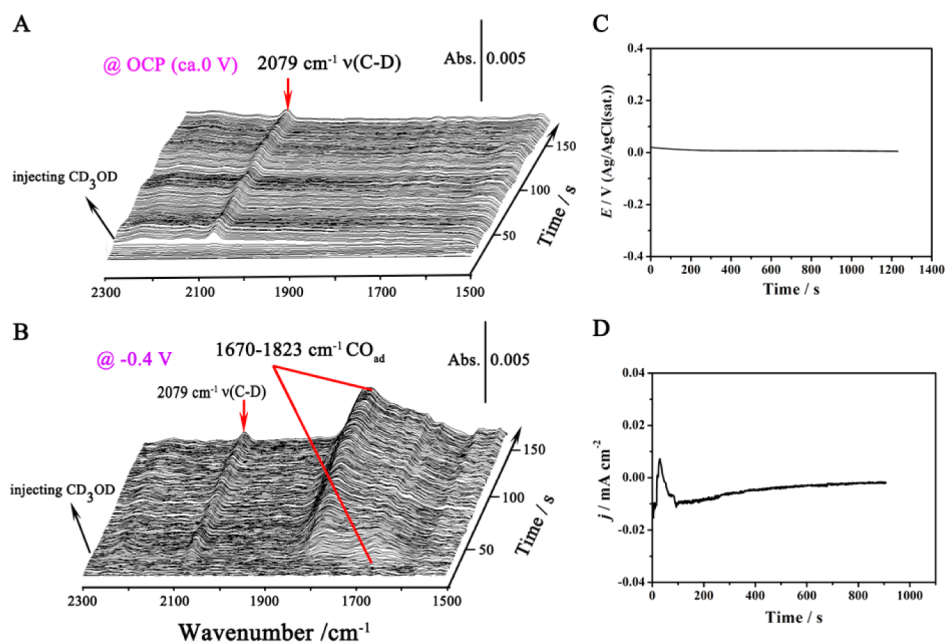 A
@ OCP (ca.0 V)
2079 cm⁻¹ ν(C-D)
Abs.
0.005
injecting CD₃OD
150
100
50
Time / s
2300
2100
1900
1700
1500
B
@ -0.4 V
1670-1823 cm⁻¹ CO_ad
Abs.
0.005
2079 cm⁻¹ ν(C-D)
injecting CD₃OD
150
100
50
Time / s
2300
2100
1900
1700
1500
Wavenumber /cm⁻¹
C
E / V (Ag/AgCl(sat.))
0.4
0.2
0.0
-0.2
-0.4
0
200
400
600
800
1000
1200
1400
Time / s
D
j / mA cm⁻²
0.04
0.02
0.00
-0.02
-0.04
0
200
400
600
800
1000
Time / s